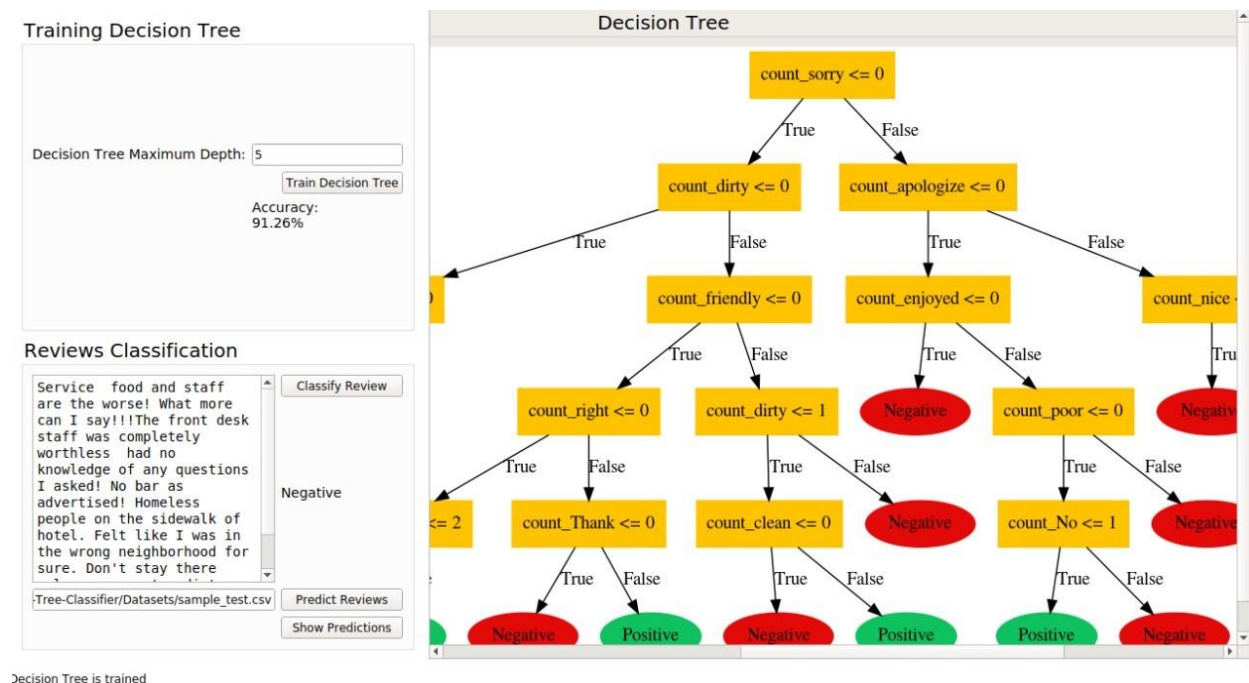 Training Decision Tree
Decision Tree Maximum Depth: 5
Train Decision Tree
Accuracy:
91.26%
Reviews Classification
Service  food and staff
are the worse! What more
can I say!!!The front desk
staff was completely
worthless  had no
knowledge of any questions
I asked! No bar as
advertised! Homeless
people on the sidewalk of
hotel. Felt like I was in
the wrong neighborhood for
sure. Don't stay there
Classify Review
Negative
-Tree-Classifier/Datasets/sample_test.csv
Predict Reviews
Show Predictions
Decision Tree is trained
Decision Tree
count_sorry <= 0
True False
count_dirty <= 0 count_apologize <= 0
True False True False
count_friendly <= 0 count_enjoyed <= 0 count_nice
True False True False Tru
count_right <= 0 count_dirty <= 1 Negative count_poor <= 0 Negativ
True False True False True False
<= 2 count_Thank <= 0 count_clean <= 0 Negative count_No <= 1 Negative
True False True False True False
Negative Positive Negative Positive Positive Negative